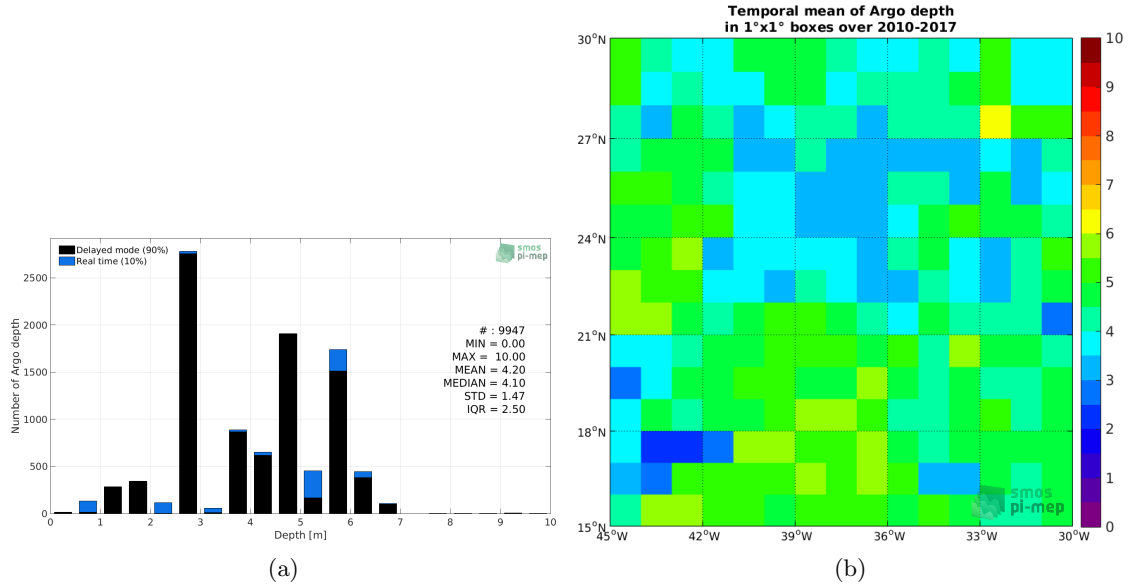 Delayed mode (90%)
Real time (10%)
smos
pi-mep
# : 9947
MIN = 0.00
MAX = 10.00
MEAN = 4.20
MEDIAN = 4.10
STD = 1.47
IQR = 2.50
Number of Argo depth
2500
2000
1500
1000
500
0
0 1 2 3 4 5 6 7 8 9 10
Depth [m]
(a)
Temporal mean of Argo depth
in 1°x1° boxes over 2010-2017
30°N
27°N
24°N
21°N
18°N
15°N
45°W 42°W 39°W 36°W 33°W 30°W
smos
pi-mep
10
9
8
7
6
5
4
3
2
1
0
(b)